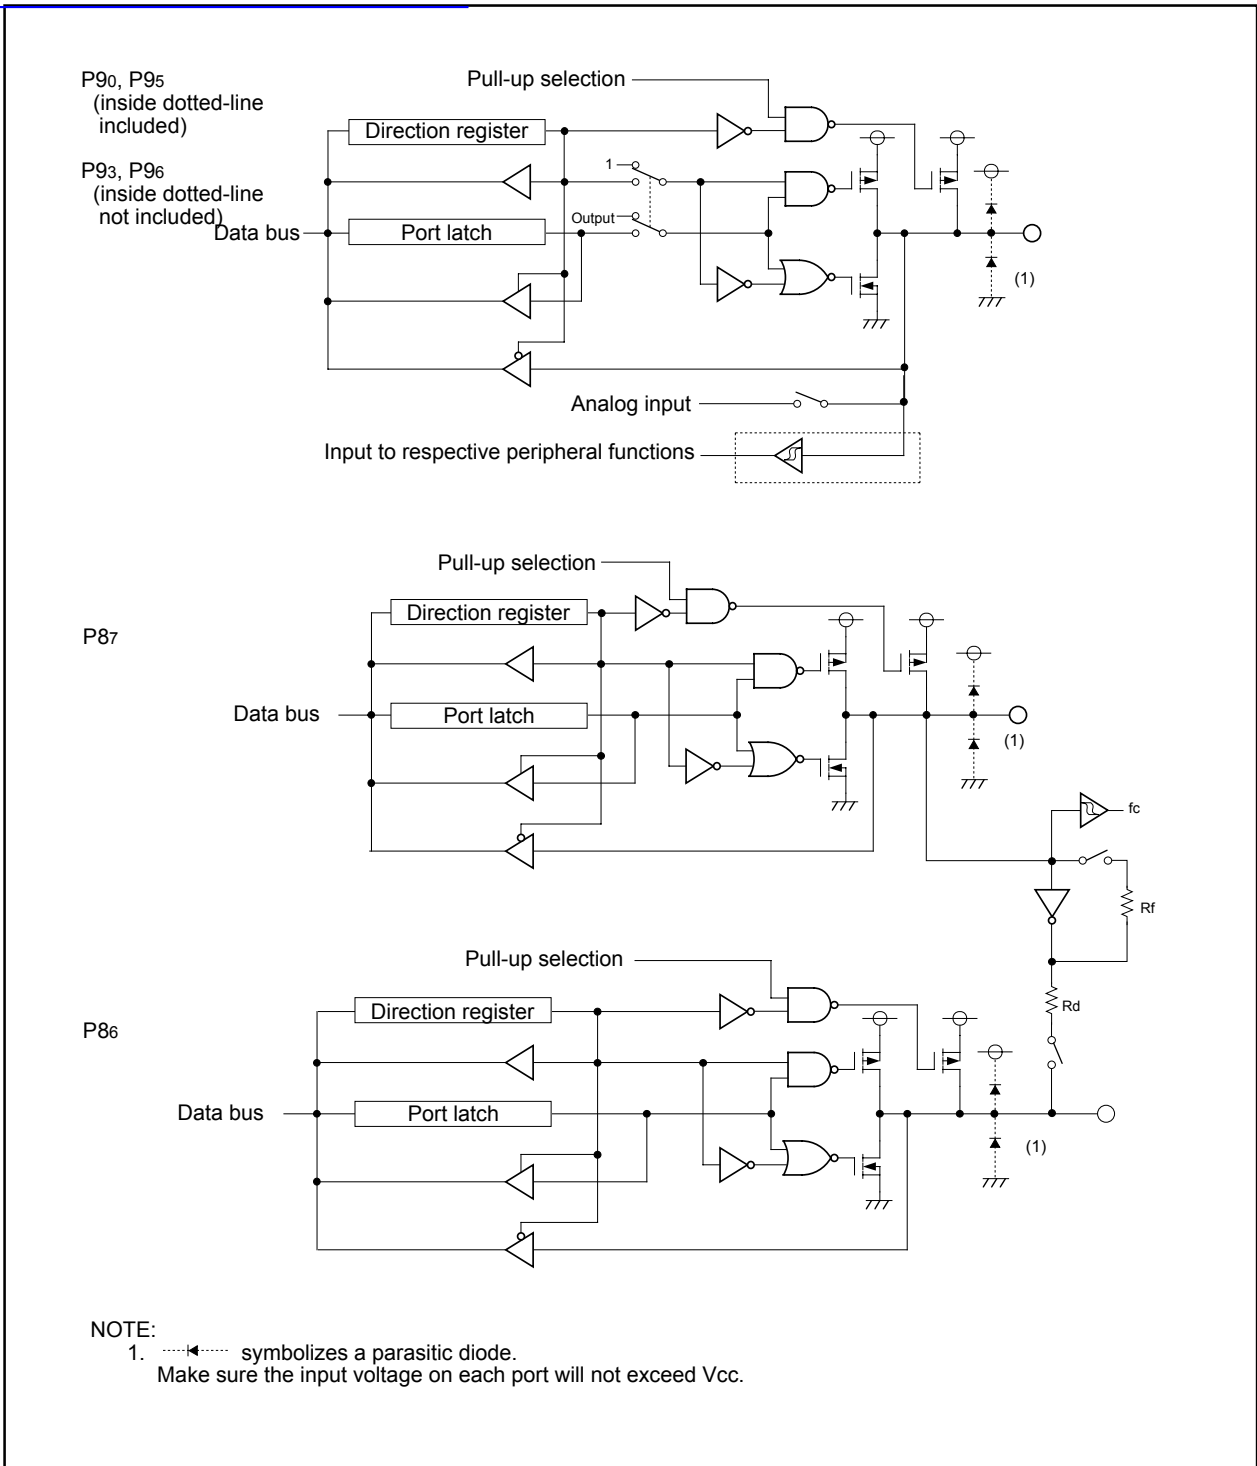 P90, P95
(inside dotted-line
included)
Pull-up selection
Direction register
P93, P96
(inside dotted-line
not included)
1
Output
Data bus
Port latch
(1)
Analog input
Input to respective peripheral functions
Pull-up selection
Direction register
P87
Data bus
Port latch
(1)
fc
Rf
Pull-up selection
Direction register
Rd
P86
Data bus
Port latch
(1)
NOTE:
1. symbolizes a parasitic diode.
Make sure the input voltage on each port will not exceed Vcc.